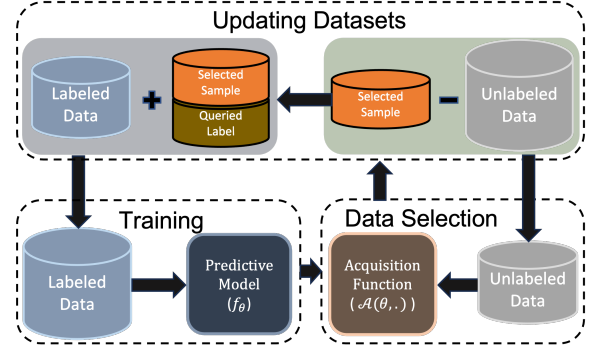 Updating Datasets
Labeled
Data
+
Selected
Sample
Queried
Label
Selected
Sample
-
Unlabeled
Data
Training
Labeled
Data
Predictive
Model
(f_θ)
Data Selection
Acquisition
Function
( 𝒜(θ, . ) )
Unlabeled
Data